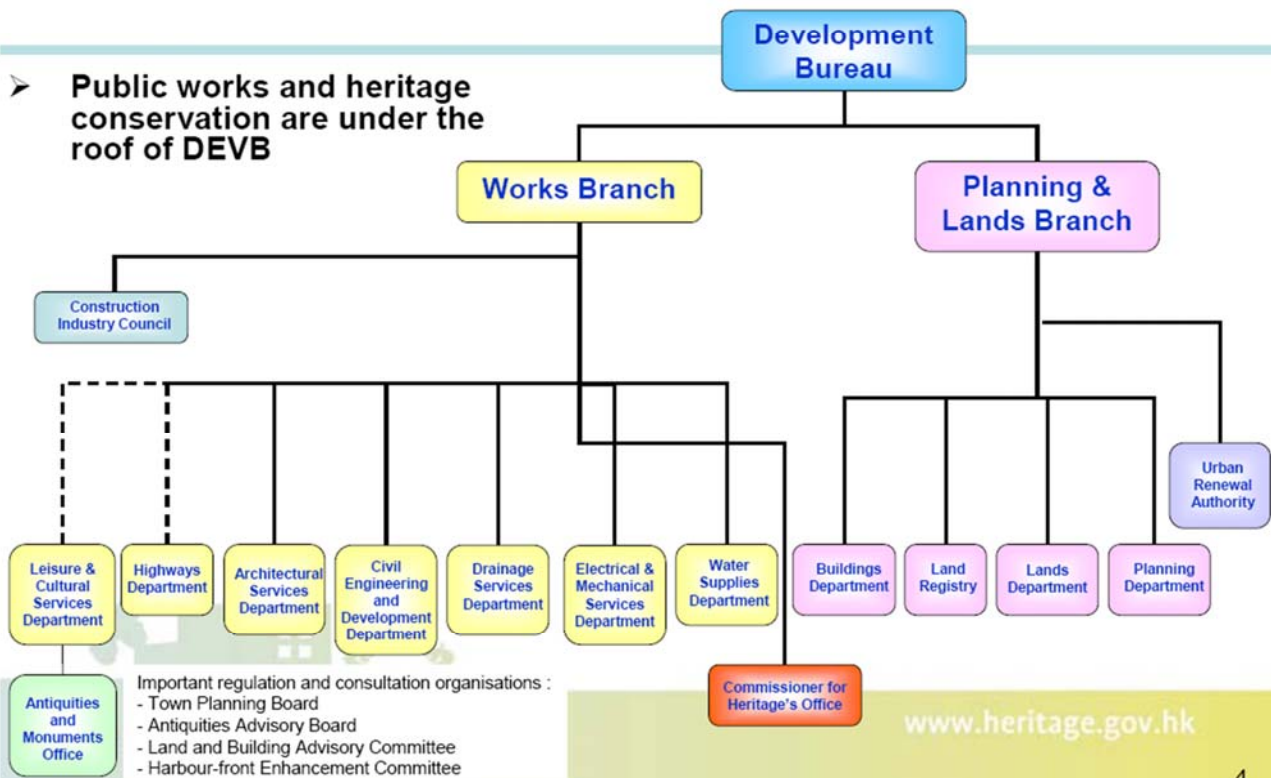 Development
Bureau
➢ Public works and heritage
conservation are under the
roof of DEVB
Works Branch
Planning &
Lands Branch
Construction
Industry Council
Urban
Renewal
Authority
Leisure &
Cultural
Services
Department
Highways
Department
Architectural
Services
Department
Civil
Engineering
and
Development
Department
Drainage
Services
Department
Electrical &
Mechanical
Services
Department
Water
Supplies
Department
Buildings
Department
Land
Registry
Lands
Department
Planning
Department
Antiquities
and
Monuments
Office
Important regulation and consultation organisations :
- Town Planning Board
- Antiquities Advisory Board
- Land and Building Advisory Committee
- Harbour-front Enhancement Committee
Commissioner for
Heritage's Office
www.heritage.gov.hk
4